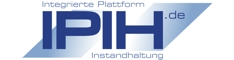 Integrierte Plattform
IPIH.de
Instandhaltung